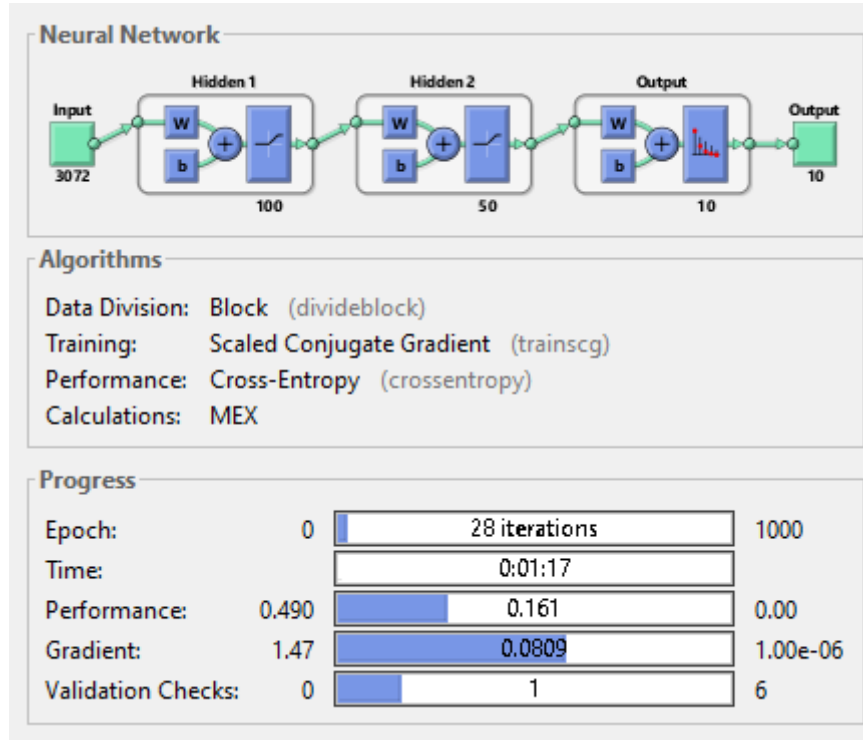 Neural Network
Hidden 1 Hidden 2 Output
Input Output
W W W
+ + +
b b b
3072 10
100 50 10
Algorithms
Data Division: Block (divideblock)
Training: Scaled Conjugate Gradient (trainscg)
Performance: Cross-Entropy (crossentropy)
Calculations: MEX
Progress
Epoch: 0 28 iterations 1000
Time: 0:01:17
Performance: 0.490 0.161 0.00
Gradient: 1.47 0.0809 1.00e-06
Validation Checks: 0 1 6